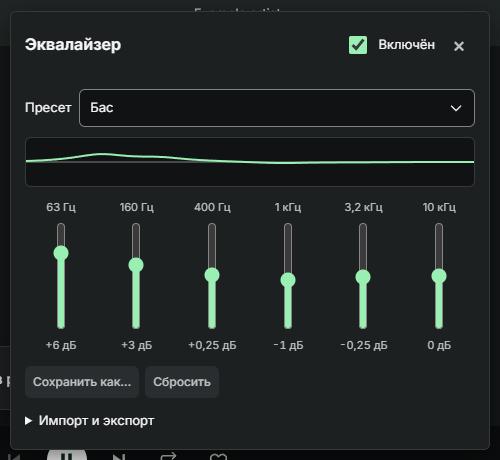 Эквалайзер
Включён
Пресет
Бас
63 Гц 160 Гц 400 Гц 1 кГц 3,2 кГц 10 кГц
+6 дБ +3 дБ +0,25 дБ -1 дБ -0,25 дБ 0 дБ
Сохранить как... Сбросить
Импорт и экспорт